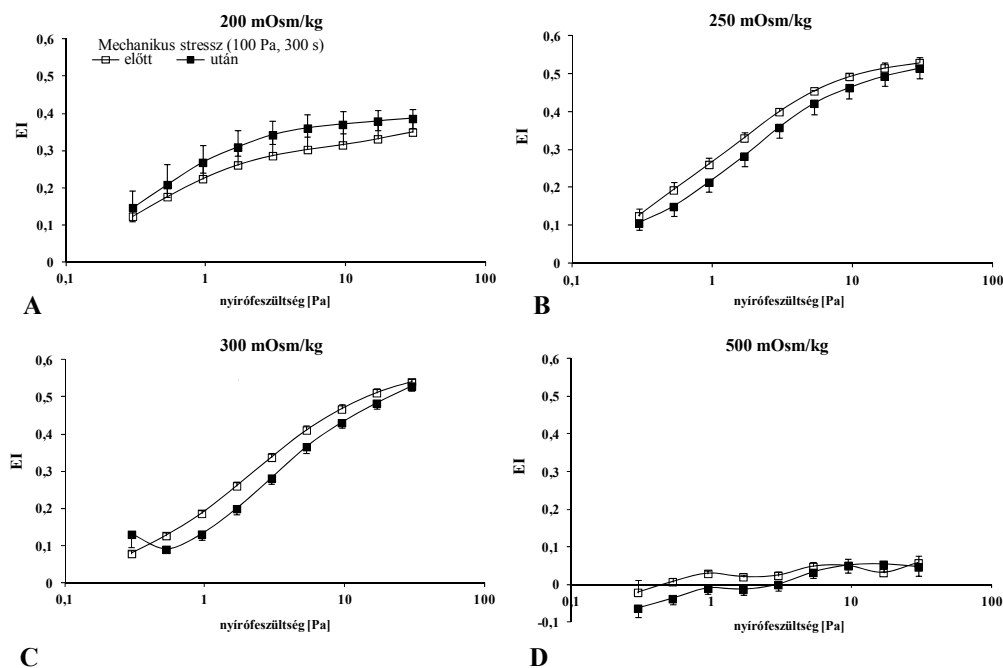 200 mOsm/kg
0,6
0,5
0,4
0,3
0,2
0,1
0
EI
Mechanikus stressz (100 Pa, 300 s)
előtt
után
0,1
1
10
100
nyírófeszültség [Pa]
A
250 mOsm/kg
0,6
0,5
0,4
0,3
0,2
0,1
0
EI
0,1
1
10
100
nyírófeszültség [Pa]
B
300 mOsm/kg
0,6
0,5
0,4
0,3
0,2
0,1
0
EI
0,1
1
10
100
nyírófeszültség [Pa]
C
500 mOsm/kg
0,6
0,5
0,4
0,3
0,2
0,1
0
-0,1
EI
0,1
1
10
100
nyírófeszültség [Pa]
D